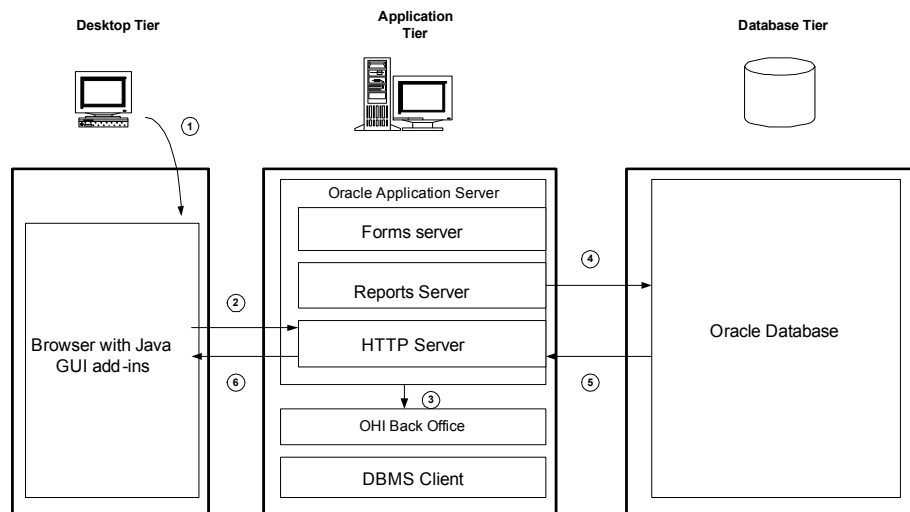 Desktop Tier
Application
Tier
Database Tier
1
Oracle Application Server
Forms server
4
Reports Server
2
Browser with Java
GUI add-ins
HTTP Server
Oracle Database
6
5
3
OHI Back Office
DBMS Client